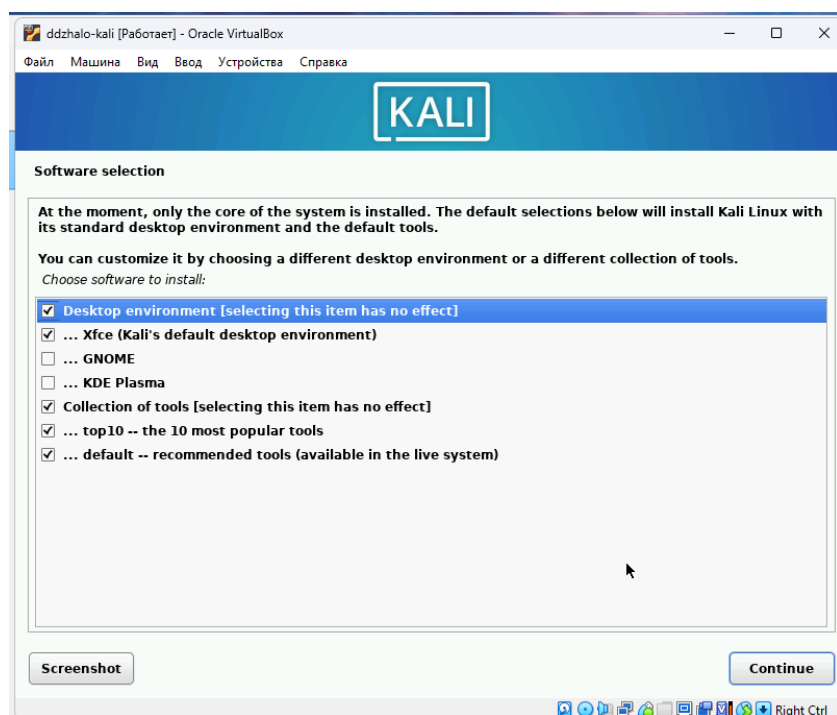 ddzhalo-kali [Работает] - Oracle VirtualBox
Файл Машина Вид Ввод Устройства Справка
KALI
Software selection
At the moment, only the core of the system is installed. The default selections below will install Kali Linux with
its standard desktop environment and the default tools.
You can customize it by choosing a different desktop environment or a different collection of tools.
Choose software to install:
Desktop environment [selecting this item has no effect]
... Xfce (Kali's default desktop environment)
... GNOME
... KDE Plasma
Collection of tools [selecting this item has no effect]
... top10 -- the 10 most popular tools
... default -- recommended tools (available in the live system)
Screenshot
Continue
Right Ctrl